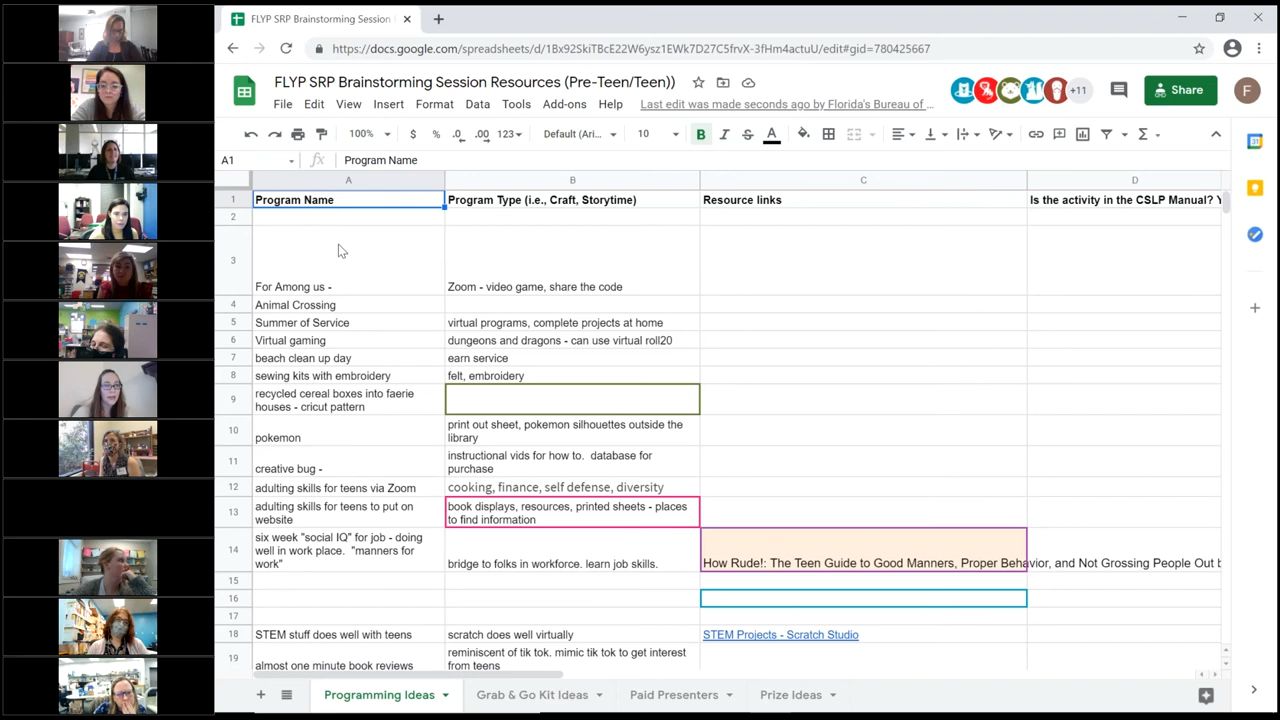 FLYP SRP Brainstorming Session
https://docs.google.com/spreadsheets/d/1Bx92SkiTBcE22W6ysz1EWk7D27C5frvX-3fHmI4
edit#gid=780425667
FLYP SRP Brainstorming Session Resources (Pre-Teen/Teen))
File Edit View Insert Format Data Tools Add-ons Help Last edit was made seconds ago by Florida's Bureau of ...
+11
Share
F
100% $ % .0 .00 123 Default (Ari... 10 B I S A
A1 fx Program Name
A B C D
1 Program Name Program Type (i.e., Craft, Storytime) Resource links Is the activity in the CSLP Manual? Y
2
3 For Among us - Zoom - video game, share the code
4 Animal Crossing
5 Summer of Service virtual programs, complete projects at home
6 Virtual gaming dungeons and dragons - can use virtual roll20
7 beach clean up day earn service
8 sewing kits with embroidery felt, embroidery
9 recycled cereal boxes into faerie
houses - cricut pattern
10 pokemon print out sheet, pokemon silhouettes outside the
library
11 creative bug - instructional vids for how to. database for
purchase
12 adulting skills for teens via Zoom cooking, finance, self defense, diversity
13 adulting skills for teens to put on
website book displays, resources, printed sheets - places
to find information
14 six week "social IQ" for job - doing
well in work place. "manners for
work" bridge to folks in workforce. learn job skills. How Rude!: The Teen Guide to Good Manners, Proper Behavior, and Not Grossing People Out b
15
16
17
18 STEM stuff does well with teens scratch does well virtually STEM Projects - Scratch Studio
19 almost one minute book reviews reminiscent of tik tok. mimic tik tok to get interest
from teens
Programming Ideas Grab & Go Kit Ideas Paid Presenters Prize Ideas